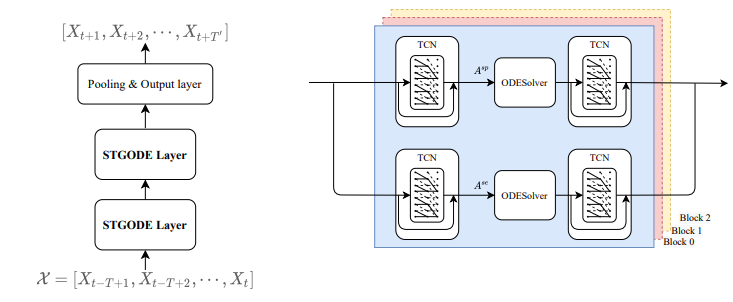 [X_{t+1}, X_{t+2}, ···, X_{t+T'}]
Pooling & Output layer
STGODE Layer
STGODE Layer
𝒳 = [X_{t−T+1}, X_{t−T+2}, ···, X_t]
TCN
A^{sp}
ODESolver
TCN
TCN
A^{se}
ODESolver
TCN
Block 2
Block 1
Block 0